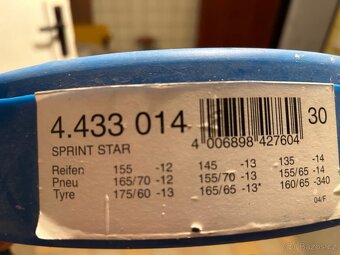 4.433 014
30
SPRINT STAR
4 006898 427604
Reifen 155 -12 145 -13 135 -14
Pneu 165/70 -12 155/70 -13 155/65 -14
Tyre 175/60 -13 165/65 -13* 160/65 -340
04/F